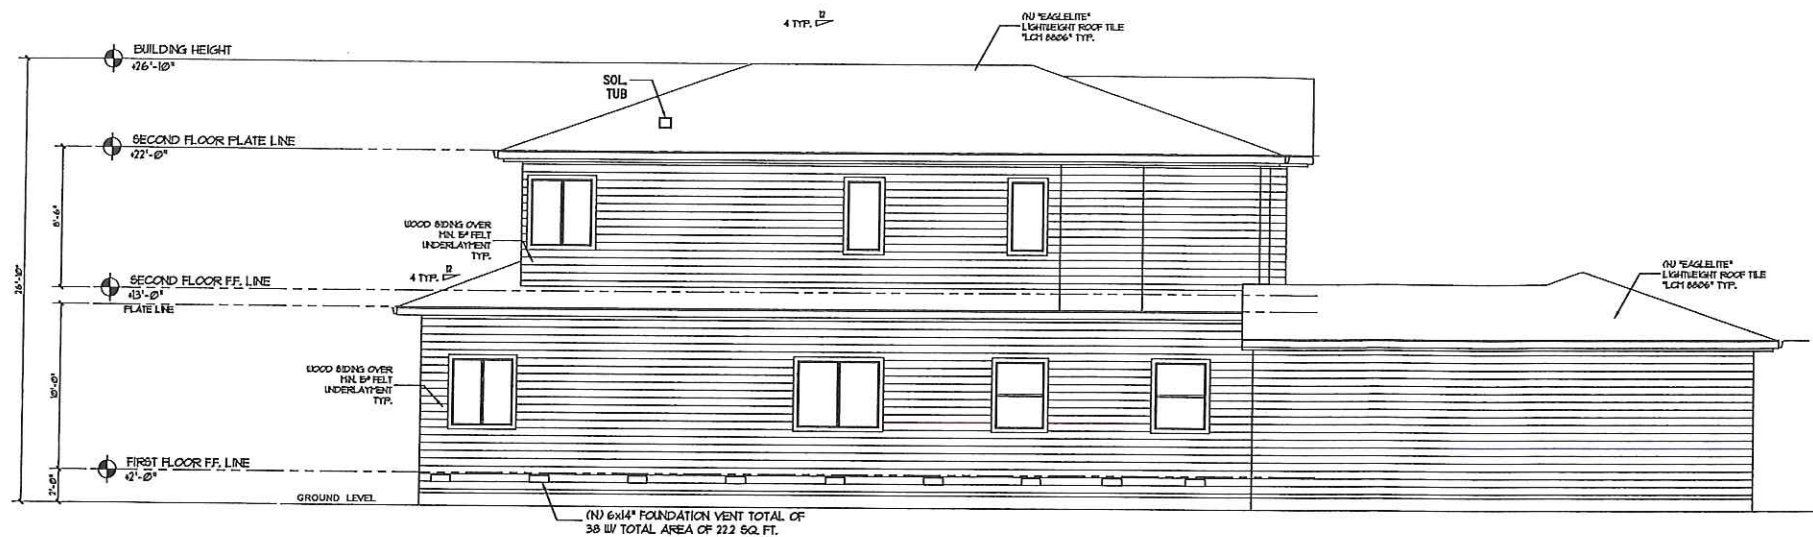 12
4 TYP.
(N) "EAGLELITE"
LIGHTWEIGHT ROOF TILE
"LCM 8806" TYP.
BUILDING HEIGHT
+26'-10"
SOL.
TUB
SECOND FLOOR PLATE LINE
+22'-0"
8'-6"
26'-10"
WOOD SIDING OVER
MIN. 15# FELT
UNDERLAYMENT
TYP.
12
4 TYP.
(N) "EAGLELITE"
LIGHTWEIGHT ROOF TILE
"LCM 8806" TYP.
SECOND FLOOR F.F. LINE
+13'-0"
PLATE LINE
10'-0"
WOOD SIDING OVER
MIN. 15# FELT
UNDERLAYMENT
TYP.
FIRST FLOOR F.F. LINE
+2'-0"
2'-0"
GROUND LEVEL
(N) 6x14" FOUNDATION VENT TOTAL OF
38 W/ TOTAL AREA OF 22.2 SQ. FT.